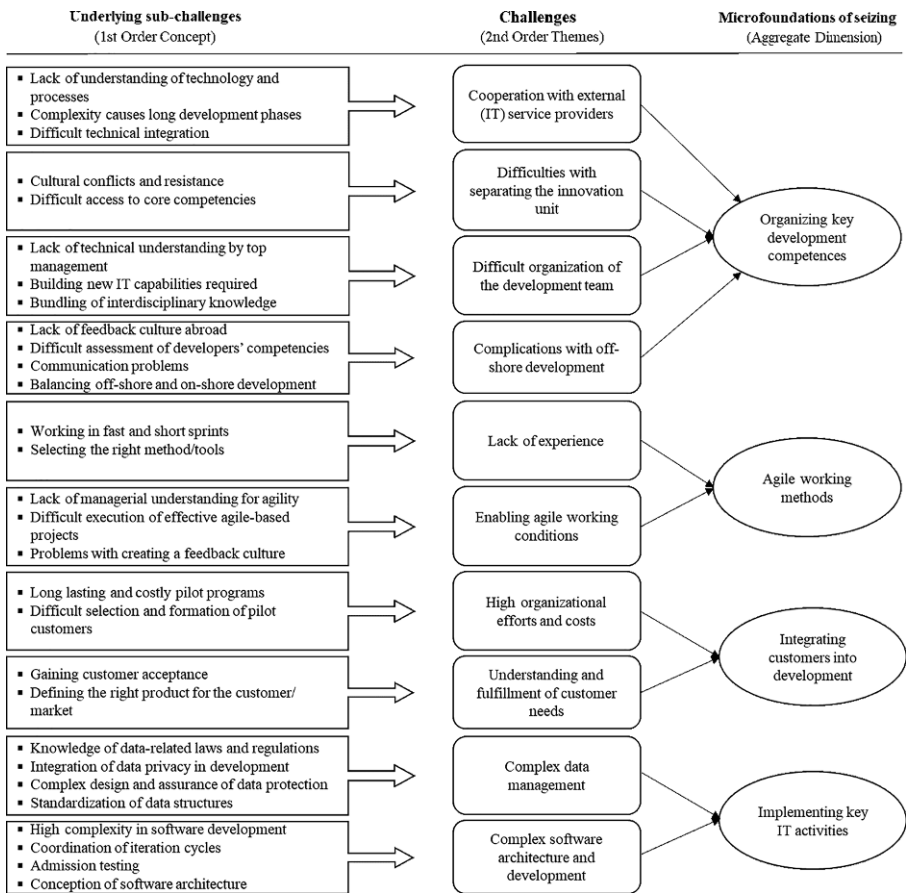 Underlying sub-challenges
(1st Order Concept)
Challenges
(2nd Order Themes)
Microfoundations of seizing
(Aggregate Dimension)
▪ Lack of understanding of technology and
processes
▪ Complexity causes long development phases
▪ Difficult technical integration
Cooperation with external
(IT) service providers
▪ Cultural conflicts and resistance
▪ Difficult access to core competencies
Difficulties with
separating the innovation
unit
▪ Lack of technical understanding by top
management
▪ Building new IT capabilities required
▪ Bundling of interdisciplinary knowledge
Difficult organization of
the development team
▪ Lack of feedback culture abroad
▪ Difficult assessment of developers' competencies
▪ Communication problems
▪ Balancing off-shore and on-shore development
Complications with off-
shore development
Organizing key
development
competences
▪ Working in fast and short sprints
▪ Selecting the right method/tools
Lack of experience
▪ Lack of managerial understanding for agility
▪ Difficult execution of effective agile-based
projects
▪ Problems with creating a feedback culture
Enabling agile working
conditions
Agile working
methods
▪ Long lasting and costly pilot programs
▪ Difficult selection and formation of pilot
customers
High organizational
efforts and costs
▪ Gaining customer acceptance
▪ Defining the right product for the customer/
market
Understanding and
fulfillment of customer
needs
Integrating
customers into
development
▪ Knowledge of data-related laws and regulations
▪ Integration of data privacy in development
▪ Complex design and assurance of data protection
▪ Standardization of data structures
Complex data
management
▪ High complexity in software development
▪ Coordination of iteration cycles
▪ Admission testing
▪ Conception of software architecture
Complex software
architecture and
development
Implementing key
IT activities